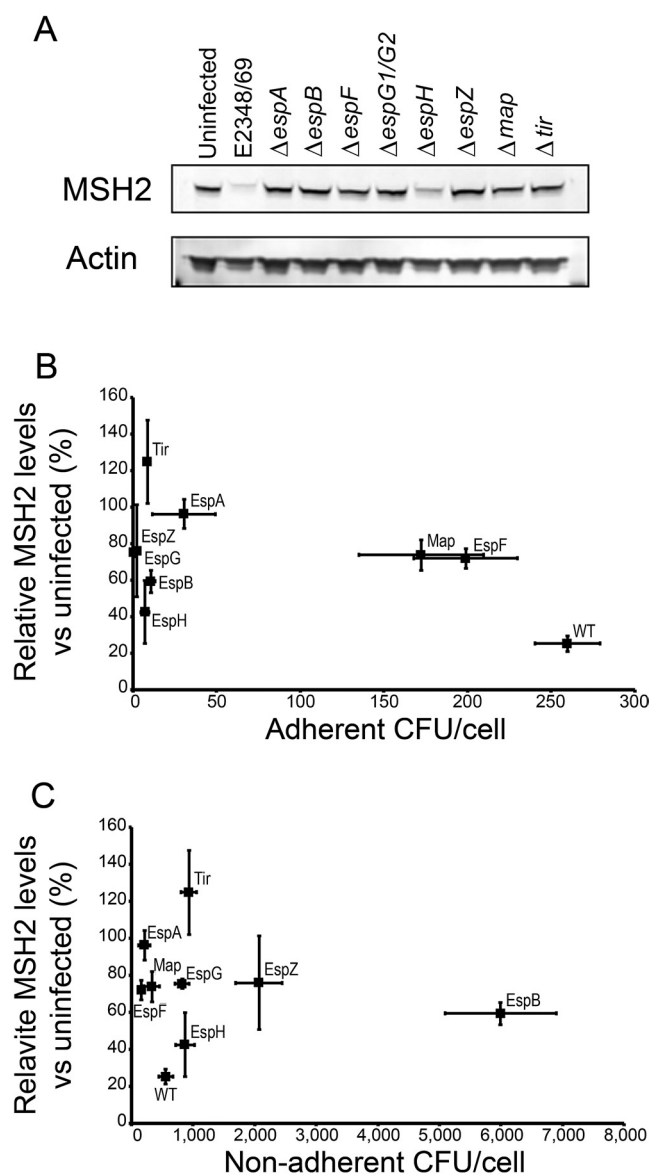 A
Uninfected
E2348/69
ΔespA
ΔespB
ΔespF
ΔespG1/G2
ΔespH
ΔespZ
Δmap
Δtir
MSH2
Actin
B
Relative MSH2 levels
vs uninfected (%)
160
140
120
100
80
60
40
20
0
Tir
EspA
EspZ
EspG
EspB
EspH
Map
EspF
WT
0 50 100 150 200 250 300
Adherent CFU/cell
C
Relavite MSH2 levels
vs uninfected (%)
160
140
120
100
80
60
40
20
0
Tir
EspA
Map
EspG
EspF
EspZ
EspB
EspH
WT
0 1,000 2,000 3,000 4,000 5,000 6,000 7,000 8,000
Non-adherent CFU/cell